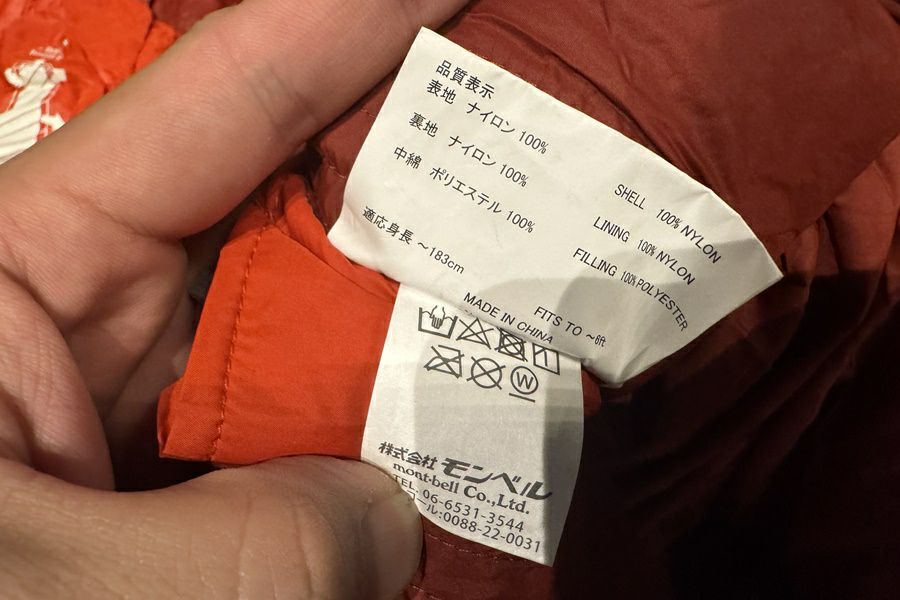 品質表示
表地 ナイロン 100%
裏地 ナイロン 100%
中綿 ポリエステル 100%
適応身長 ～183cm
SHELL 100% NYLON
LINING 100% NYLON
FILLING 100% POLYESTER
FITS TO ～6ft
MADE IN CHINA
W
株式会社 モンベル
mont-bell Co.,Ltd.
TEL. 06-6531-3544
ール:0088-22-0031